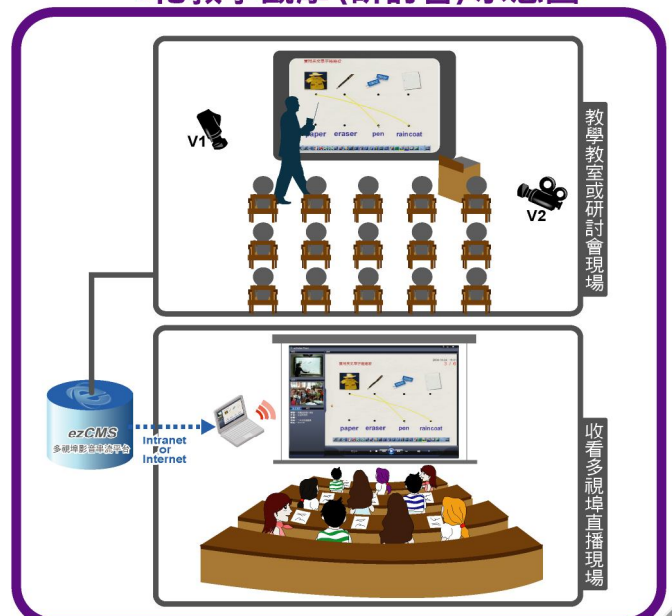 V1
paper eraser pen raincoat
V2
教學教室或研討會現場
ezCMS
多視埠影音串流平台
Intranet
or
Internet
paper eraser pen raincoat
收看多視埠直播現場